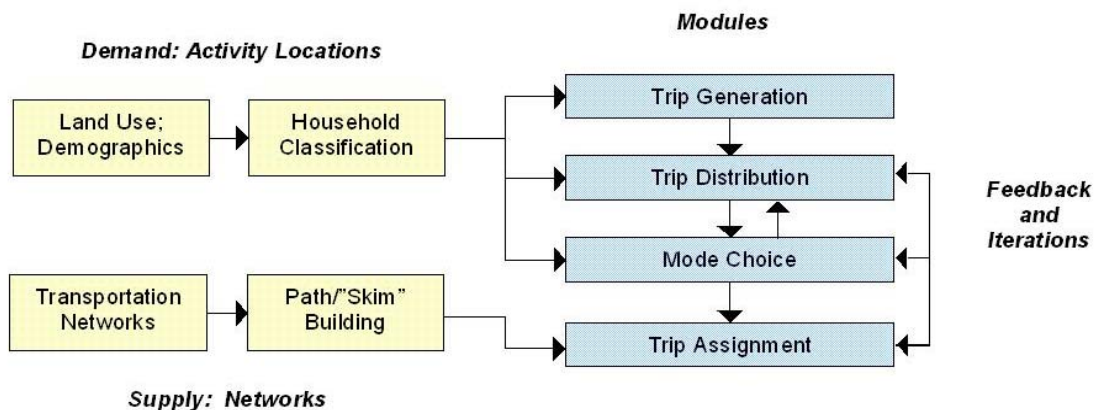 Modules
Demand: Activity Locations
Land Use;
Demographics
Household
Classification
Trip Generation
Trip Distribution
Mode Choice
Trip Assignment
Feedback
and
Iterations
Transportation
Networks
Path/"Skim"
Building
Supply: Networks